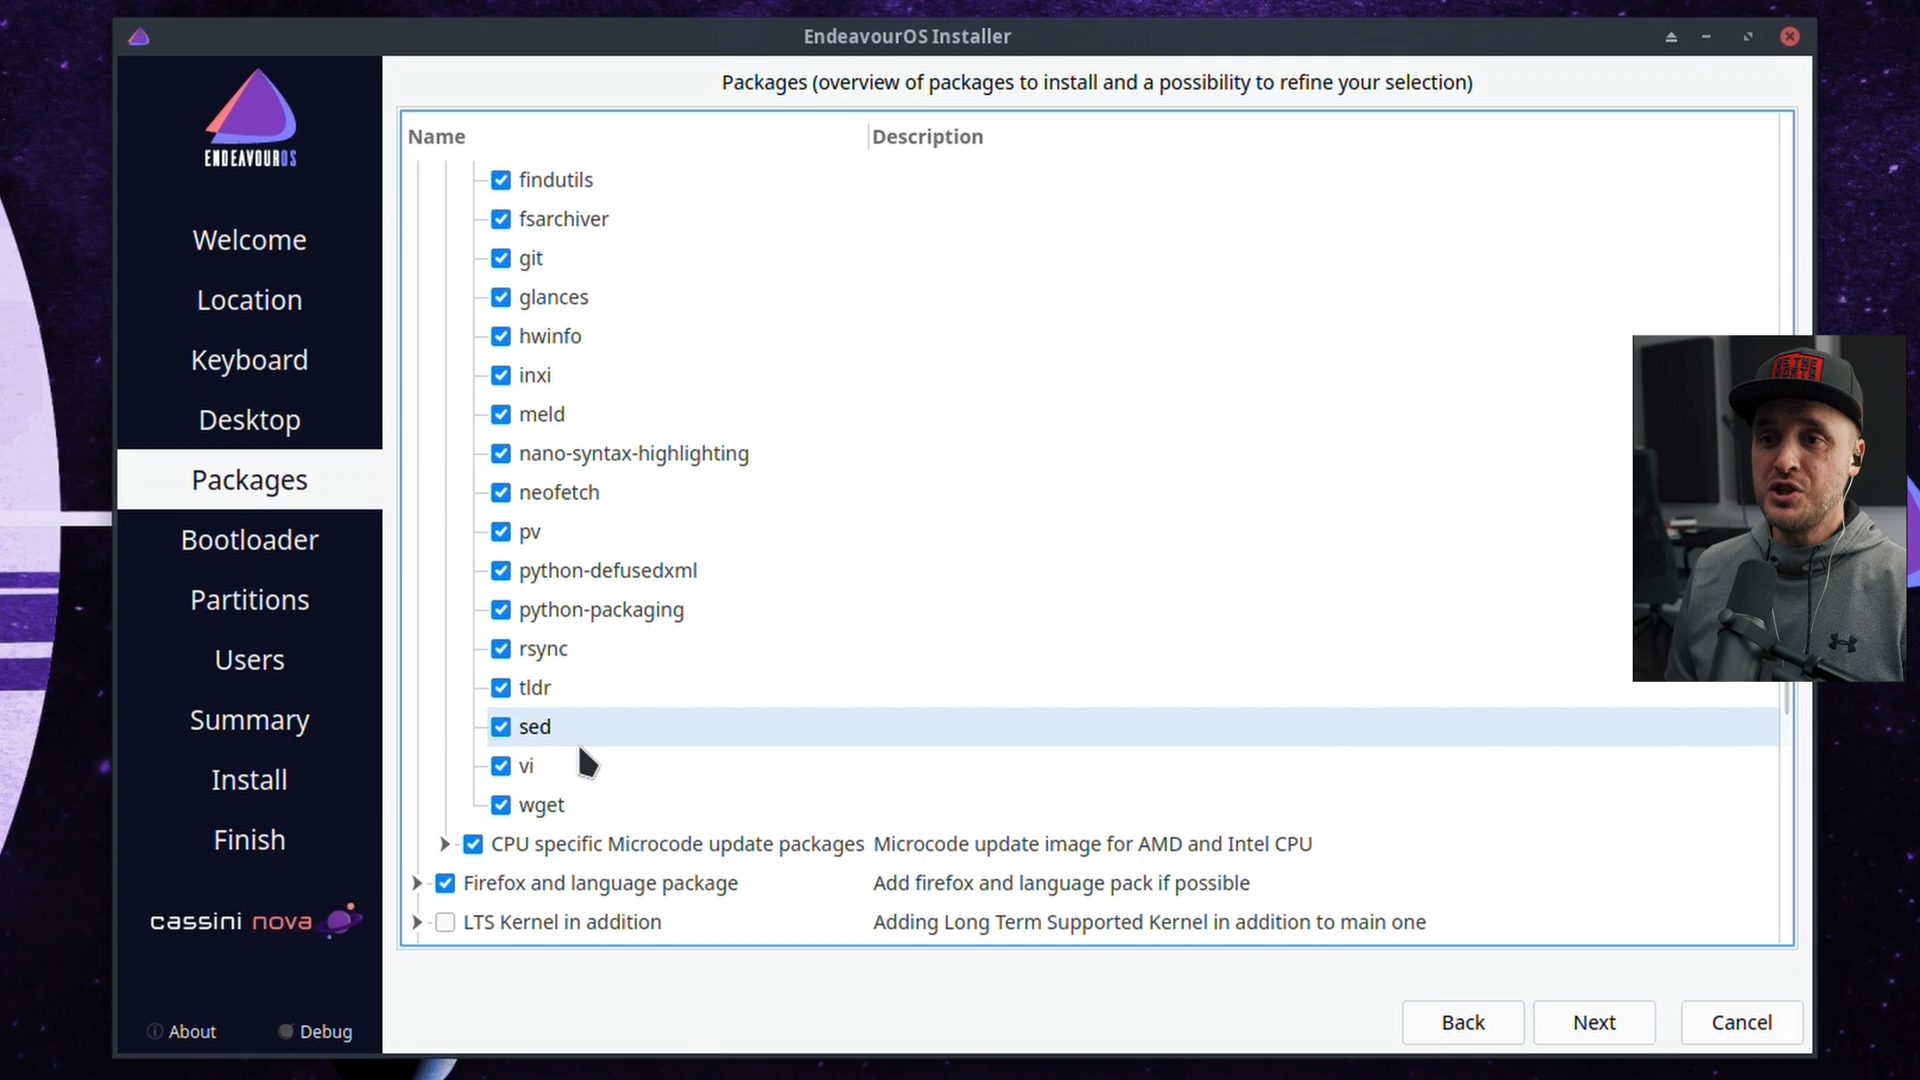 EndeavourOS Installer
ENDEAVOUROS
Welcome
Location
Keyboard
Desktop
Packages
Bootloader
Partitions
Users
Summary
Install
Finish
cassini nova
About
Debug
Packages (overview of packages to install and a possibility to refine your selection)
Name
Description
findutils
fsarchiver
git
glances
hwinfo
inxi
meld
nano-syntax-highlighting
neofetch
pv
python-defusedxml
python-packaging
rsync
tldr
sed
vi
wget
CPU specific Microcode update packages
Microcode update image for AMD and Intel CPU
Firefox and language package
Add firefox and language pack if possible
LTS Kernel in addition
Adding Long Term Supported Kernel in addition to main one
Back
Next
Cancel